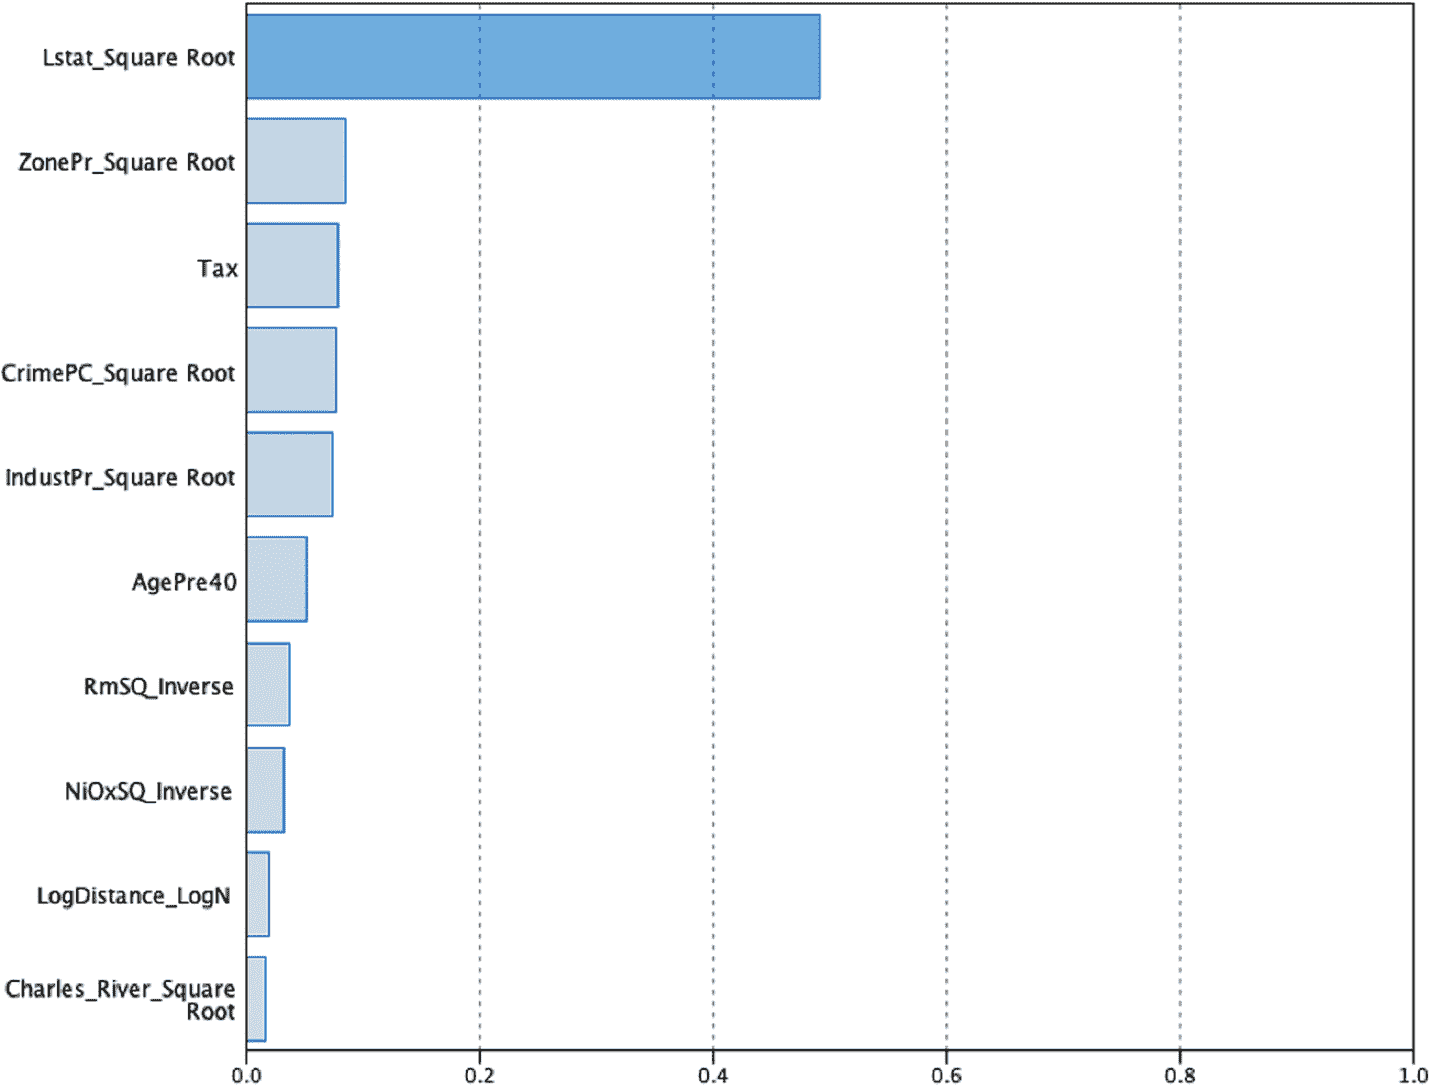 Lstat_Square Root
ZonePr_Square Root
Tax
CrimePC_Square Root
IndustPr_Square Root
AgePre40
RmSQ_Inverse
NiOxSQ_Inverse
LogDistance_LogN
Charles_River_Square
Root
0.0 0.2 0.4 0.6 0.8 1.0